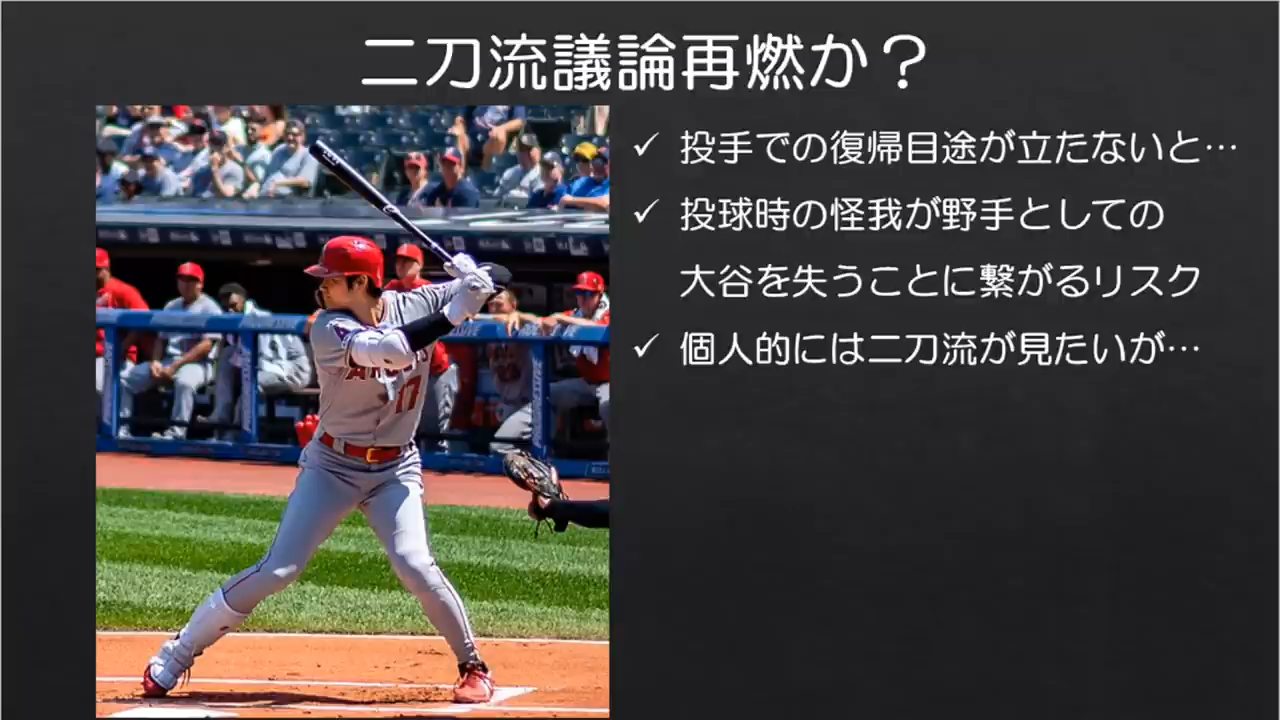 二刀流議論再燃か？
✓ 投手での復帰目途が立たないと…
✓ 投球時の怪我が野手としての
大谷を失うことに繋がるリスク
✓ 個人的には二刀流が見たいが…
17